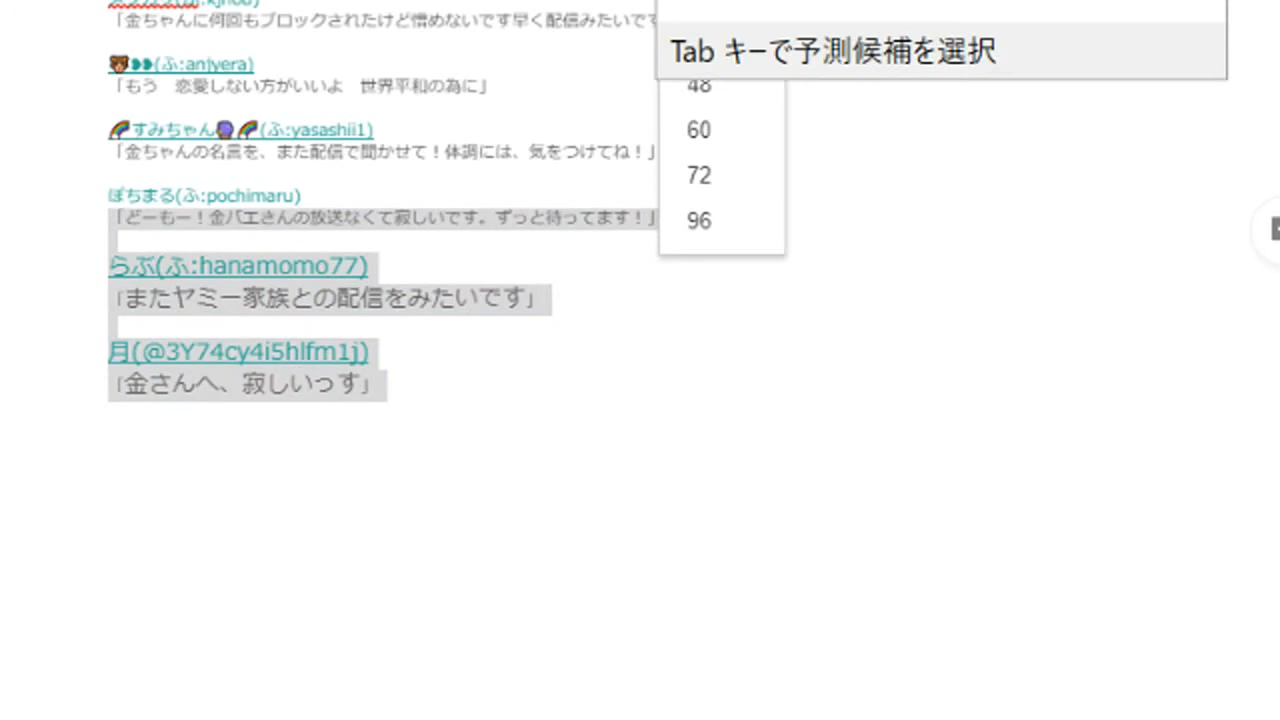 「金ちゃんに何回もブロックされたけど憎めないです早く配信みたいです
🐻❥❥(ふ:anjyera)
「もう　恋愛しない方がいいよ　世界平和の為に」
🌈すみちゃん🔮🌈(ふ:yasashii1)
「金ちゃんの名言を、また配信で聞かせて！体調には、気をつけてね！」
ぽちまる(ふ:pochimaru)
「どーもー！金バエさんの放送なくて寂しいです。ずっと待ってます！」
らぶ(ふ:hanamomo77)
「またヤミー家族との配信をみたいです」
月(@3Y74cy4i5hlfm1j)
「金さんへ、寂しいっす」
Tab キーで予測候補を選択
48
60
72
96